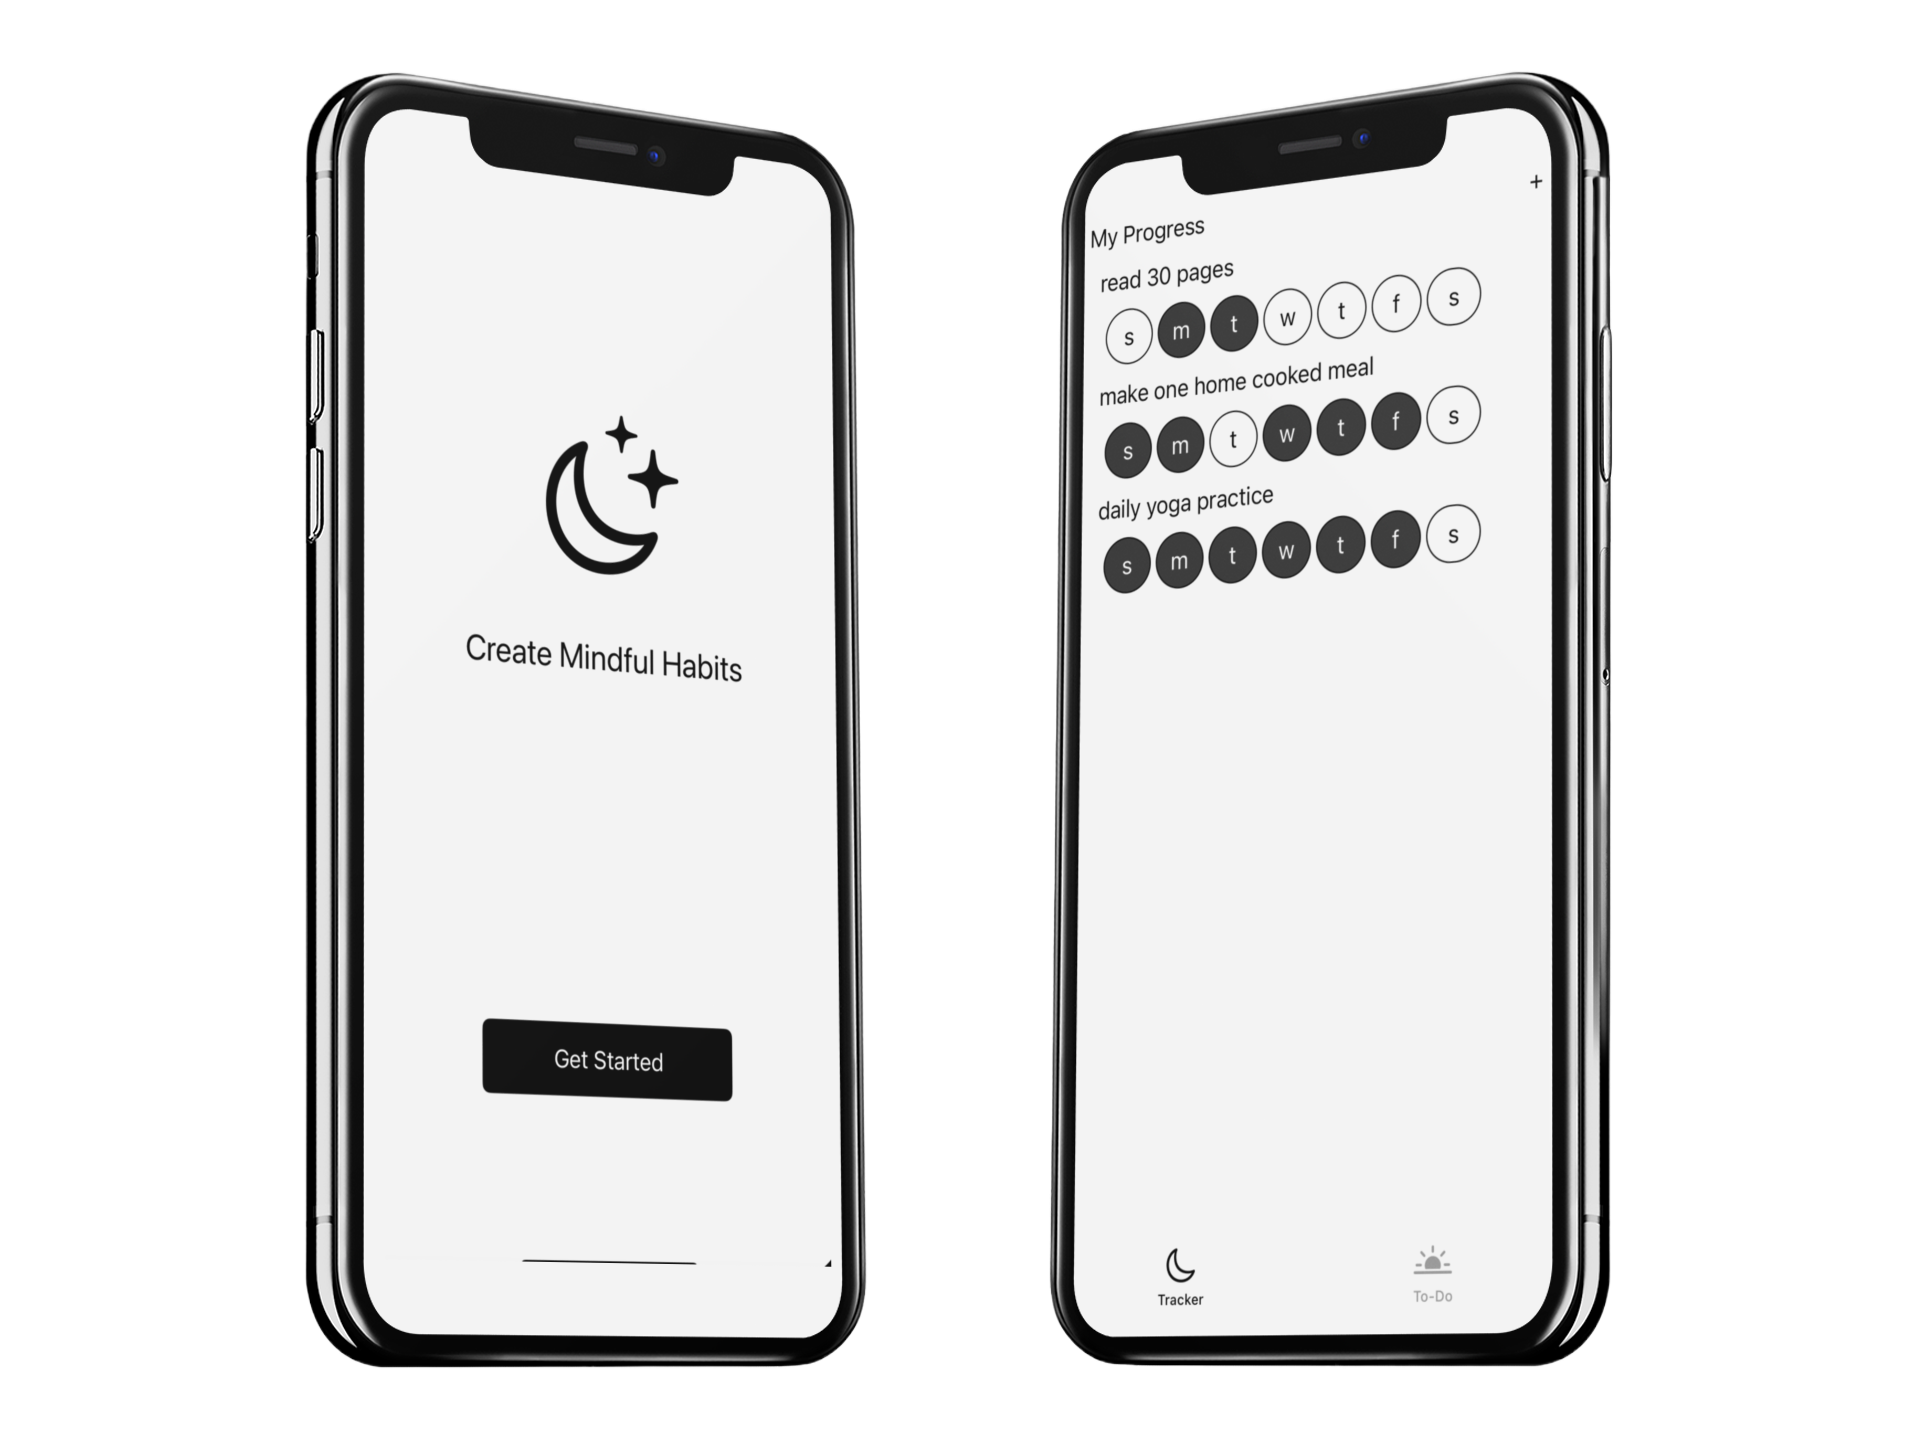 Create Mindful Habits
Get Started
+
My Progress
read 30 pages
s m t w t f s
make one home cooked meal
s m t w t f s
daily yoga practice
s m t w t f s
Tracker
To-Do